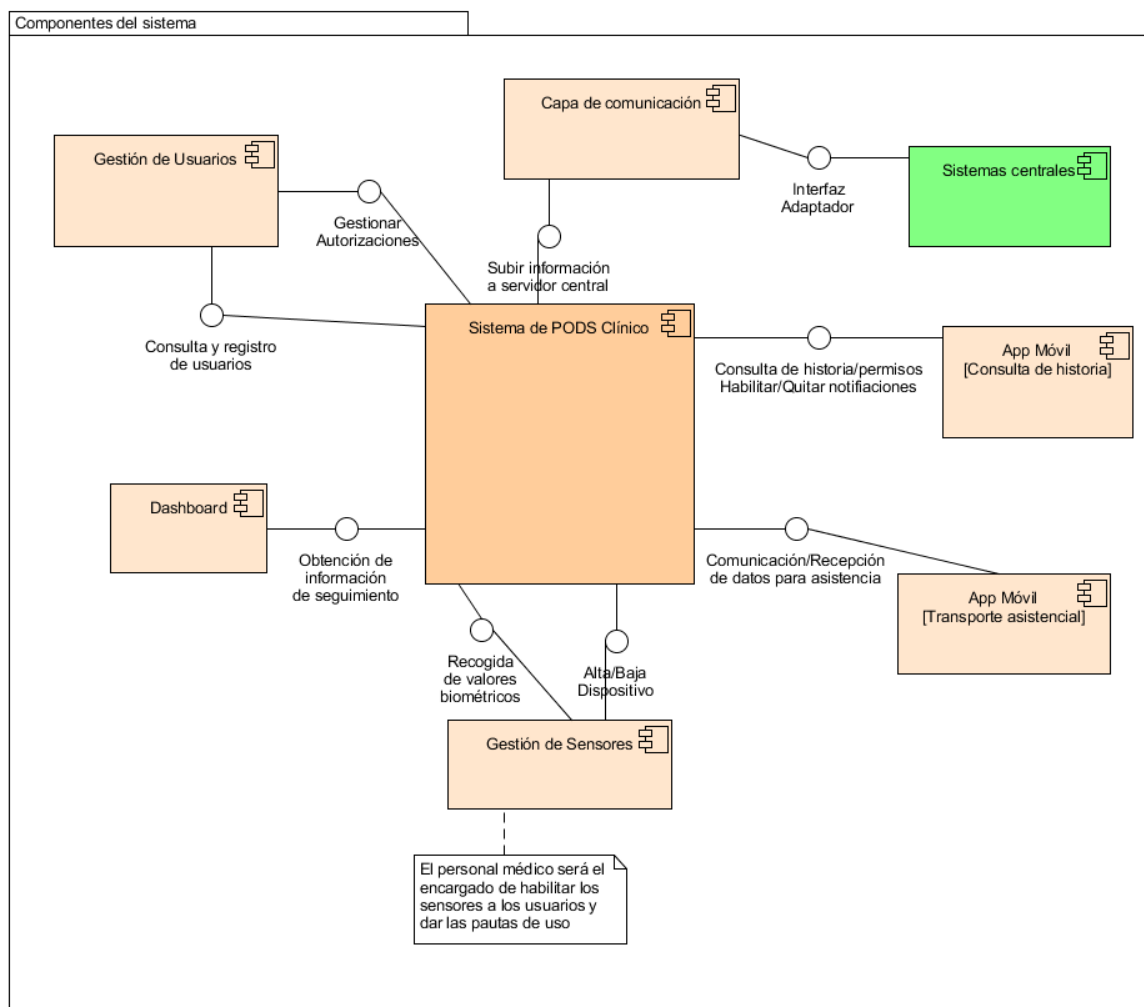 Componentes del sistema
Capa de comunicación
Gestión de Usuarios
Sistemas centrales
Interfaz
Adaptador
Gestionar
Autorizaciones
Subir información
a servidor central
Sistema de PODS Clínico
Consulta y registro
de usuarios
App Móvil
[Consulta de historia]
Consulta de historia/permisos
Habilitar/Quitar notifiaciones
Dashboard
Obtención de
información
de seguimiento
Comunicación/Recepción
de datos para asistencia
App Móvil
[Transporte asistencial]
Recogida
de valores
biométricos
Alta/Baja
Dispositivo
Gestión de Sensores
El personal médico será el
encargado de habilitar los
sensores a los usuarios y
dar las pautas de uso